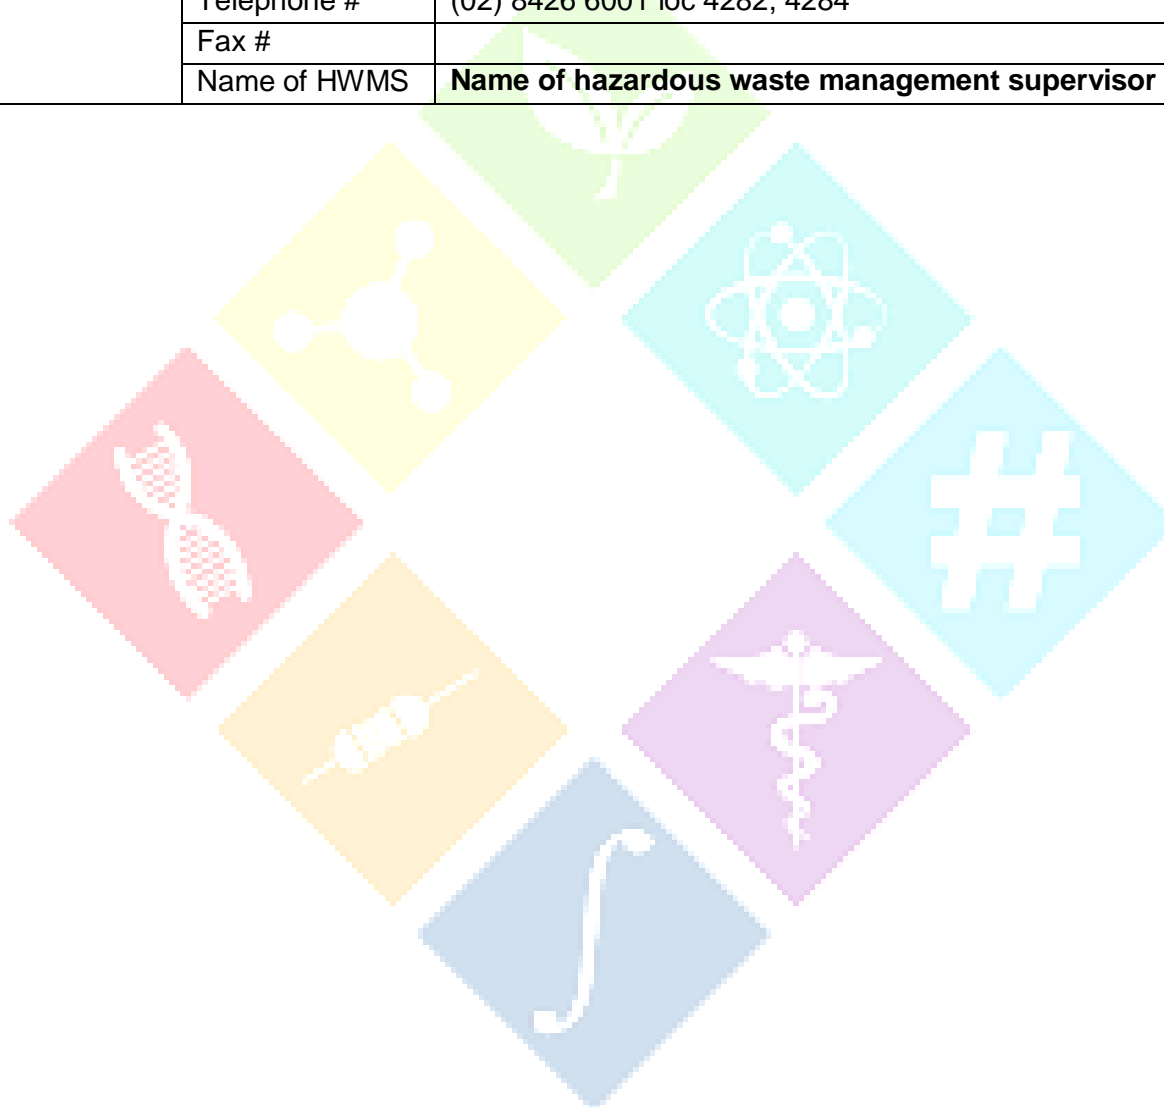 Telephone # (02) 8426 6001 loc 4282, 4284
Fax #
Name of HWMS Name of hazardous waste management supervisor
#
∫